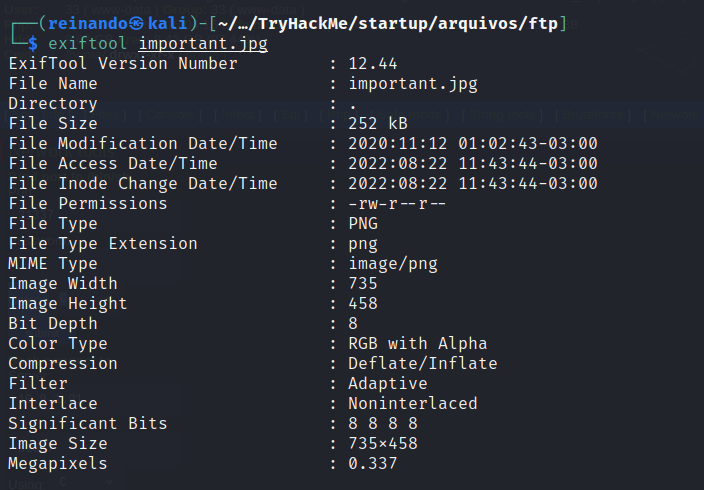 ┌──(reinando㉿kali)-[~/…/TryHackMe/startup/arquivos/ftp]
└─$ exiftool important.jpg
ExifTool Version Number         : 12.44
File Name                       : important.jpg
Directory                       : .
File Size                       : 252 kB
File Modification Date/Time     : 2020:11:12 01:02:43-03:00
File Access Date/Time           : 2022:08:22 11:43:44-03:00
File Inode Change Date/Time     : 2022:08:22 11:43:44-03:00
File Permissions                : -rw-r--r--
File Type                       : PNG
File Type Extension             : png
MIME Type                       : image/png
Image Width                     : 735
Image Height                    : 458
Bit Depth                       : 8
Color Type                      : RGB with Alpha
Compression                     : Deflate/Inflate
Filter                          : Adaptive
Interlace                       : Noninterlaced
Significant Bits                : 8 8 8 8
Image Size                      : 735×458
Megapixels                      : 0.337